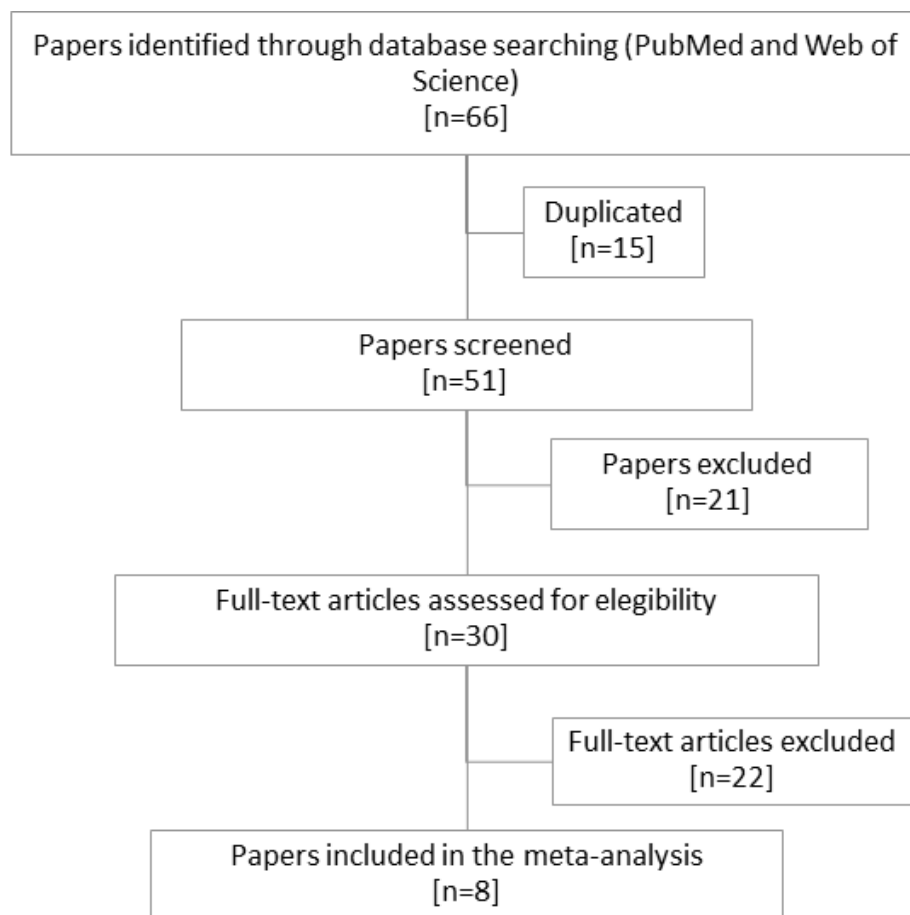 Papers identified through database searching (PubMed and Web of
Science)
[n=66]
Duplicated
[n=15]
Papers screened
[n=51]
Papers excluded
[n=21]
Full-text articles assessed for elegibility
[n=30]
Full-text articles excluded
[n=22]
Papers included in the meta-analysis
[n=8]